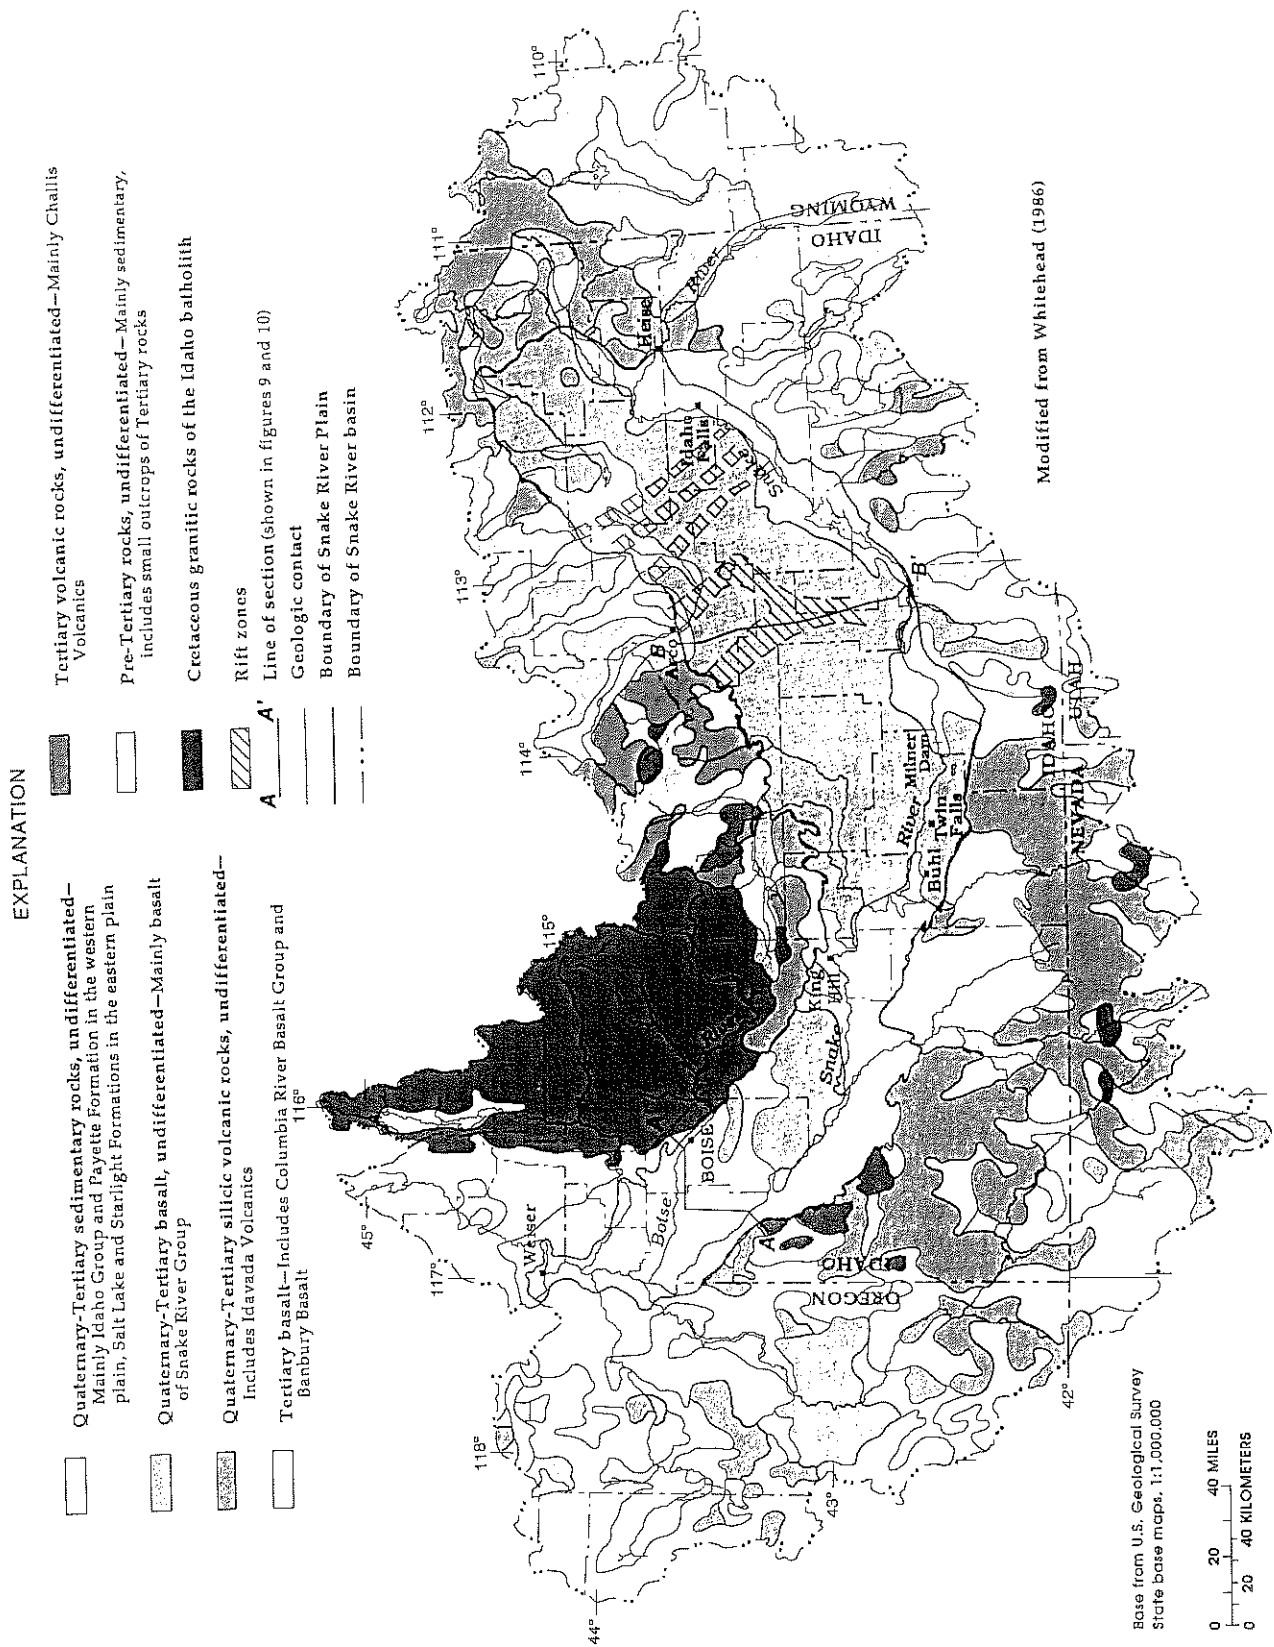 EXPLANATION
Quaternary-Tertiary sedimentary rocks, undifferentiated—
Mainly Idaho Group and Payette Formation in the western
plain, Salt Lake and Starlight Formations in the eastern plain
Quaternary-Tertiary basalt, undifferentiated—Mainly basalt
of Snake River Group
Quaternary-Tertiary silicic volcanic rocks, undifferentiated—
Includes Idavada Volcanics
Tertiary basalt—Includes Columbia River Basalt Group and
Banbury Basalt
Tertiary volcanic rocks, undifferentiated—Mainly Challis
Volcanics
Pre-Tertiary rocks, undifferentiated—Mainly sedimentary,
includes small outcrops of Tertiary rocks
Cretaceous granitic rocks of the Idaho batholith
Rift zones
A A' Line of section (shown in figures 9 and 10)
Geologic contact
Boundary of Snake River Plain
Boundary of Snake River basin
118°
117°
45°
116°
115°
114°
113°
112°
111°
110°
44°
43°
42°
Weiser
Boise
BOISE
A
OREGON
IDAHO
Snake
King
Hill
River
Buhl
Twin
Falls
Milner
Dam
B
Arco
B'
Idaho
Falls
Snake
Heise
River
IDAHO
WYOMING
IDAHO
NEVADA
UTAH
Modified from Whitehead (1986)
Base from U.S. Geological Survey
State base maps, 1:1,000,000
0 20 40 MILES
0 20 40 KILOMETERS